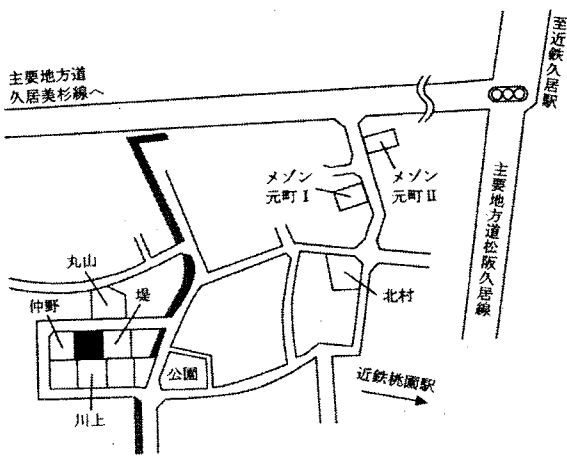 至近鉄久居駅
主要地方道
久居美杉線へ
メゾン
元町Ⅰ
メゾン
元町Ⅱ
主要地方道松阪久居線
丸山
堤
仲野
北村
公園
近鉄桃園駅
川上